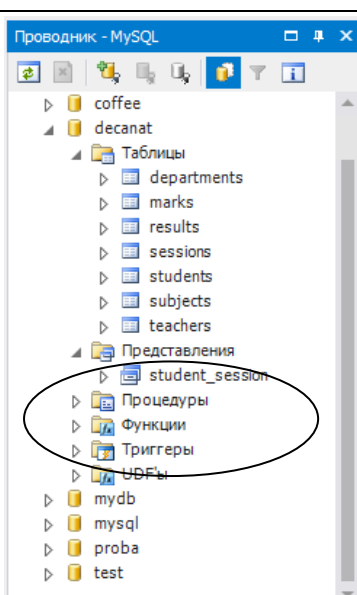 Проводник - MySQL
coffee
decanat
Таблицы
departments
marks
results
sessions
students
subjects
teachers
Представления
student_session
Процедуры
Функции
Триггеры
UDF'ы
mydb
mysql
proba
test